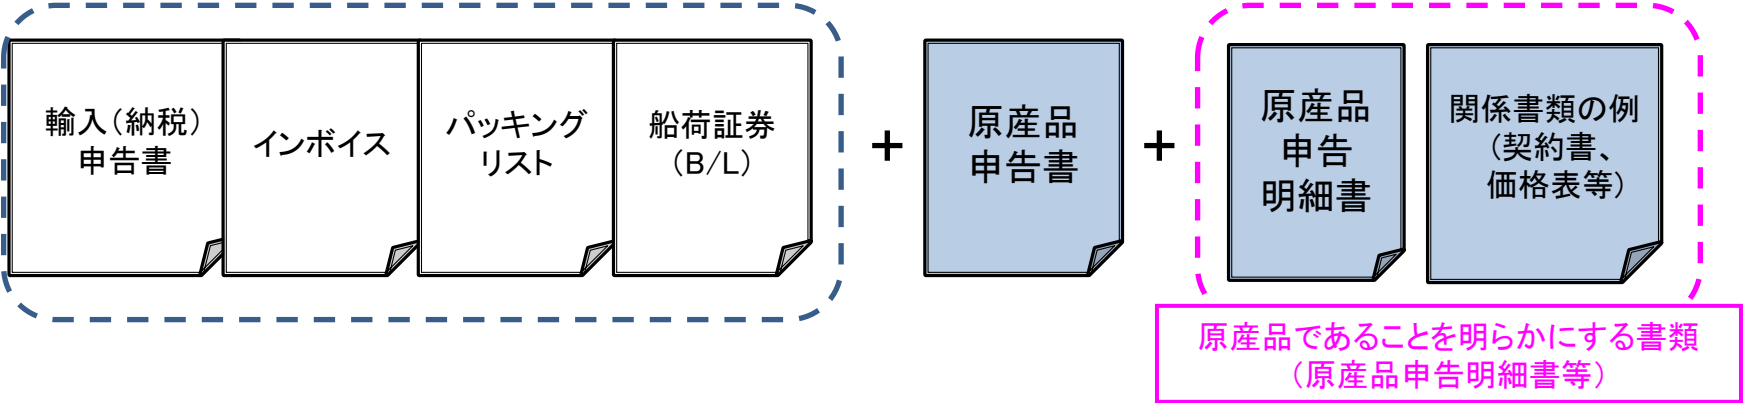 輸入（納税）
申告書
インボイス
パッキング
リスト
船荷証券
（B/L）
+
原産品
申告書
+
原産品
申告
明細書
関係書類の例
（契約書、
価格表等）
原産品であることを明らかにする書類
（原産品申告明細書等）